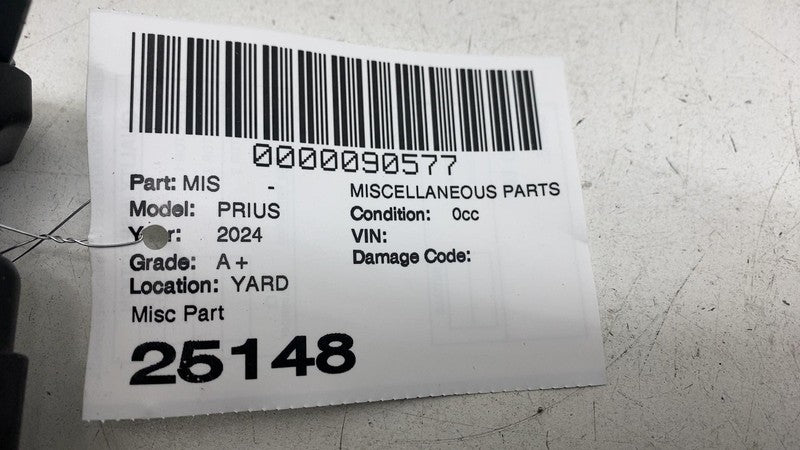 0000090577
Part: MIS - MISCELLANEOUS PARTS
Model: PRIUS Condition: 0cc
2024 VIN:
Grade: A+ Damage Code:
Location: YARD
Misc Part
25148